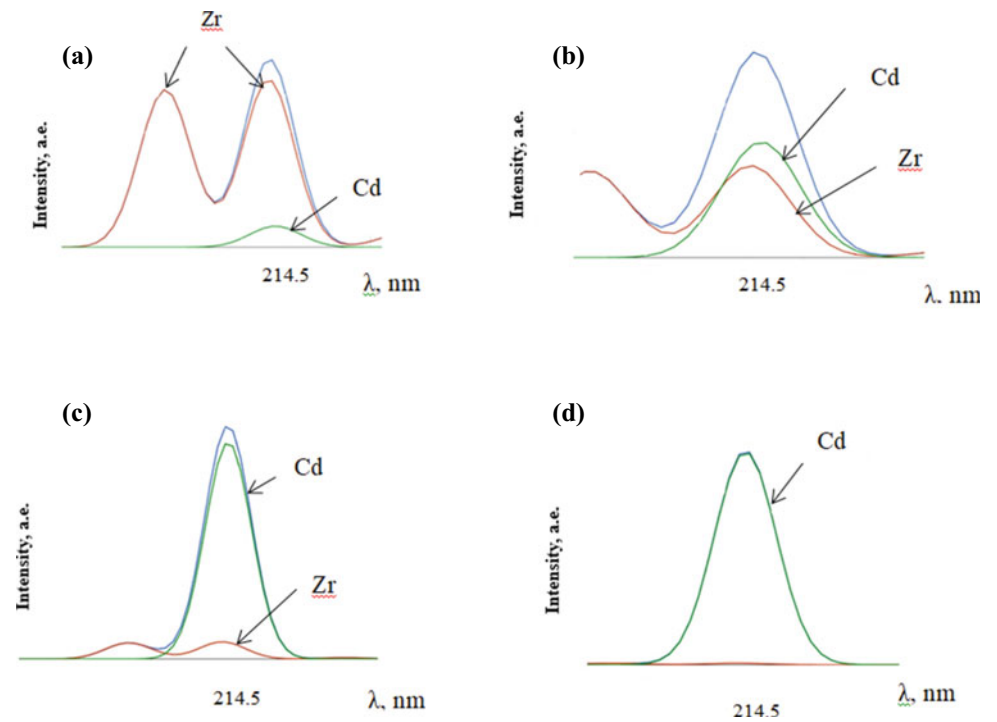 (a)
Zr
Cd
Intensity, a.e.
214.5
λ, nm
(b)
Cd
Zr
Intensity, a.e.
214.5
λ, nm
(c)
Cd
Zr
Intensity, a.e.
214.5
λ, nm
(d)
Cd
Intensity, a.e.
214.5
λ, nm